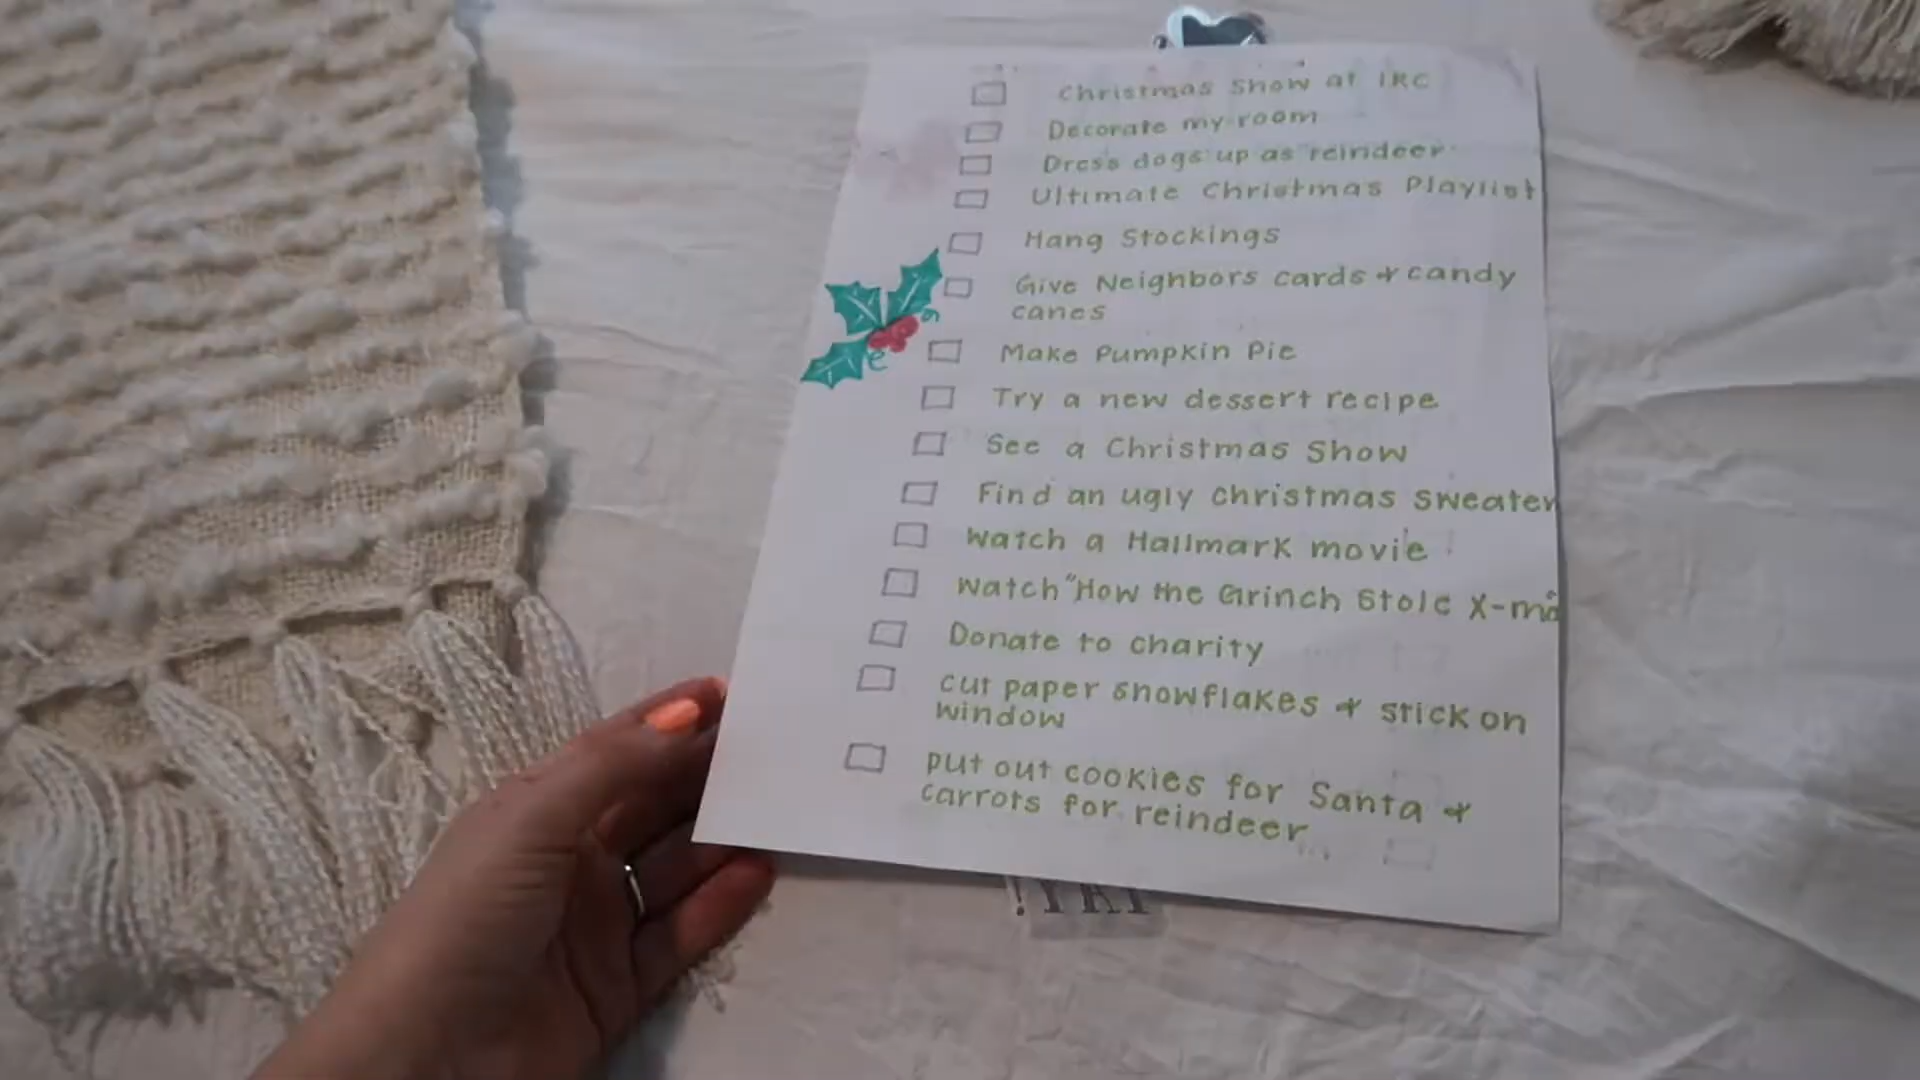 Christmas Show at IRC
Decorate my room
Dress dogs up as reindeer
Ultimate Christmas Playlist
Hang Stockings
Give Neighbors cards & candy
canes
Make Pumpkin Pie
Try a new dessert recipe
See a Christmas Show
Find an ugly Christmas Sweater
Watch a Hallmark movie
Watch "How the Grinch Stole X-ma
Donate to charity
cut paper snowflakes & stick on
window
put out cookies for Santa &
carrots for reindeer